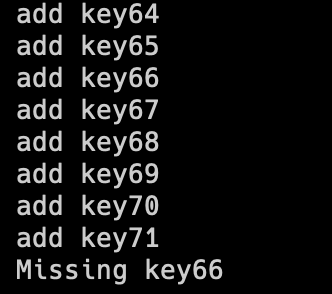 add key64
add key65
add key66
add key67
add key68
add key69
add key70
add key71
Missing key66